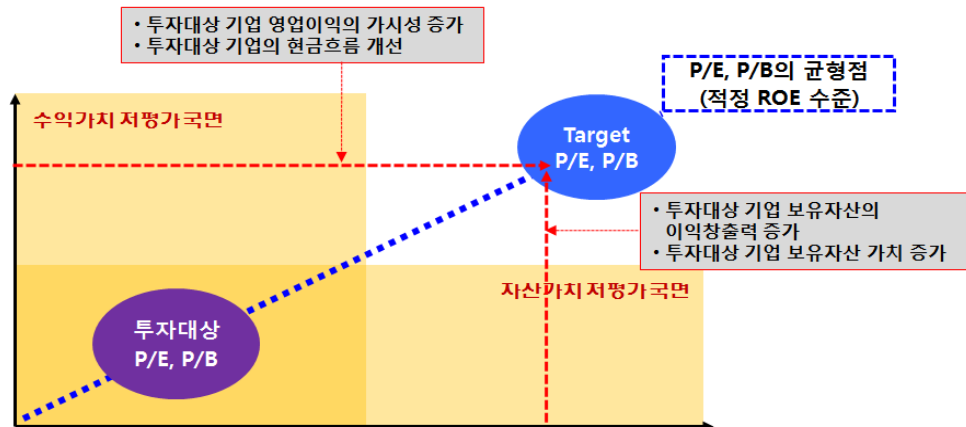 • 투자대상 기업 영업이익의 가시성 증가
• 투자대상 기업의 현금흐름 개선
P/E, P/B의 균형점
(적정 ROE 수준)
수익가치 저평가국면
Target
P/E, P/B
• 투자대상 기업 보유자산의
이익창출력 증가
• 투자대상 기업 보유자산 가치 증가
자산가치 저평가국면
투자대상
P/E, P/B